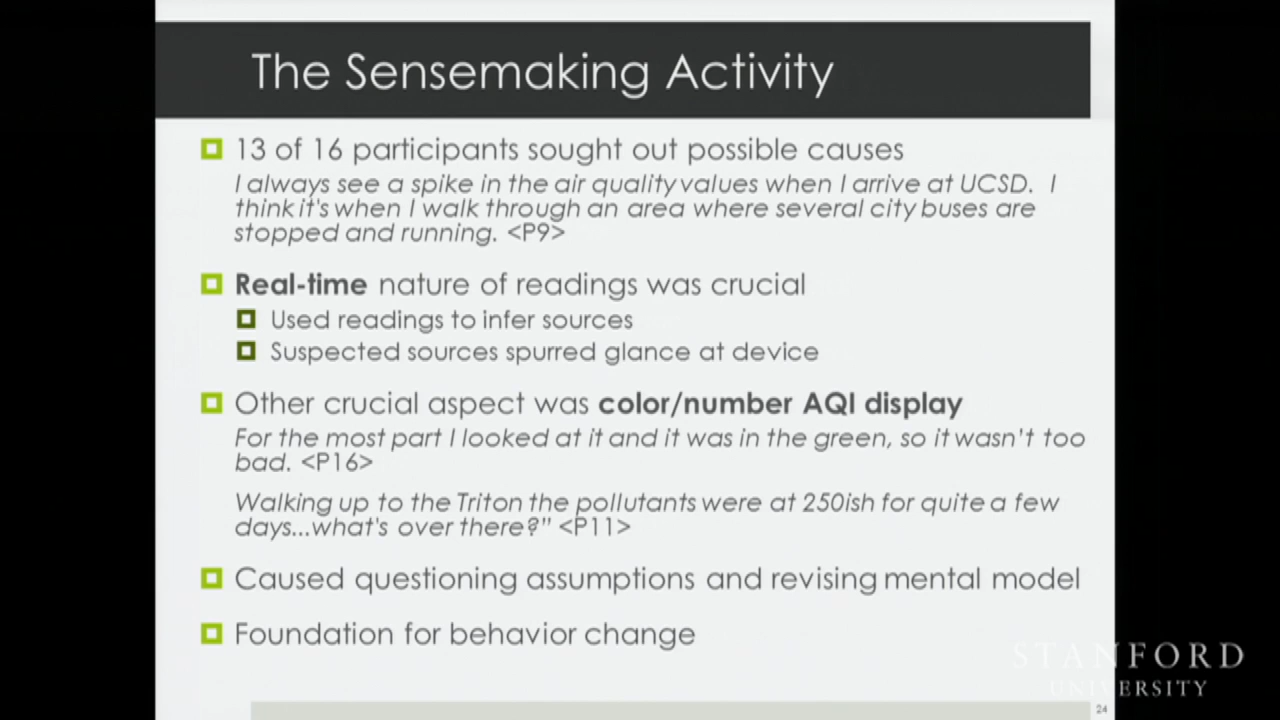 The Sensemaking Activity
13 of 16 participants sought out possible causes
I always see a spike in the air quality values when I arrive at UCSD. I
think it's when I walk through an area where several city buses are
stopped and running. <P9>
Real-time nature of readings was crucial
Used readings to infer sources
Suspected sources spurred glance at device
Other crucial aspect was color/number AQI display
For the most part I looked at it and it was in the green, so it wasn't too
bad. <P16>
Walking up to the Triton the pollutants were at 250ish for quite a few
days...what's over there?" <P11>
Caused questioning assumptions and revising mental model
Foundation for behavior change
STANFORD
UNIVERSITY
24